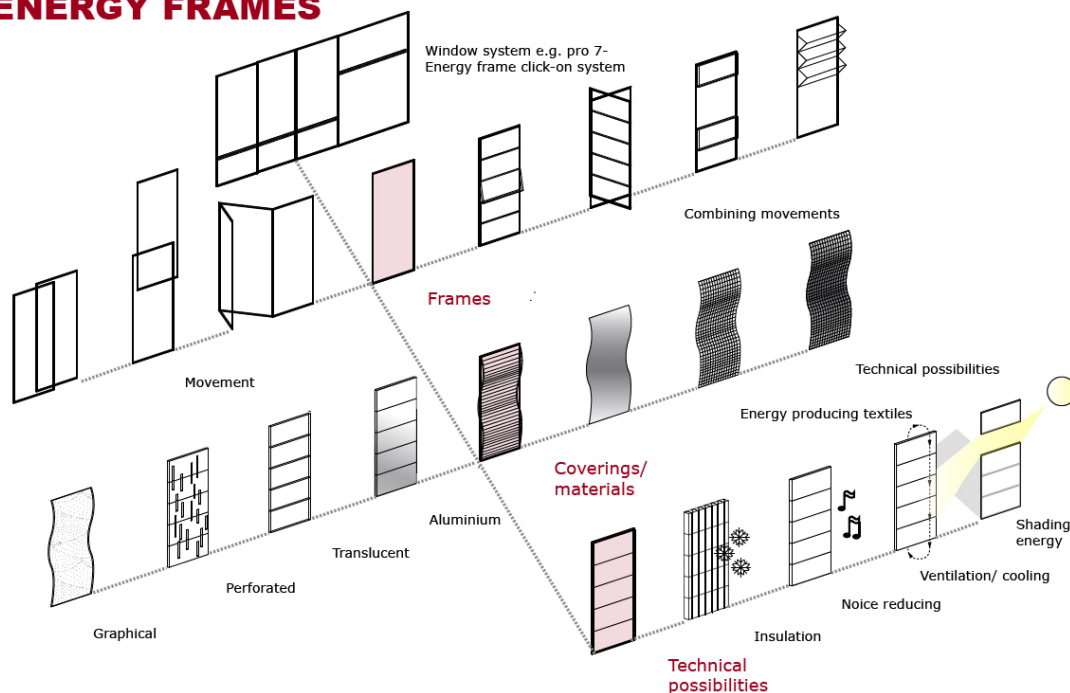 ENERGY FRAMES
Window system e.g. pro 7-
Energy frame click-on system
Combining movements
Frames
Movement
Technical possibilities
Energy producing textiles
Coverings/
materials
Aluminium
Translucent
Perforated
Graphical
Shading
energy
Ventilation/ cooling
Noice reducing
Insulation
Technical
possibilities